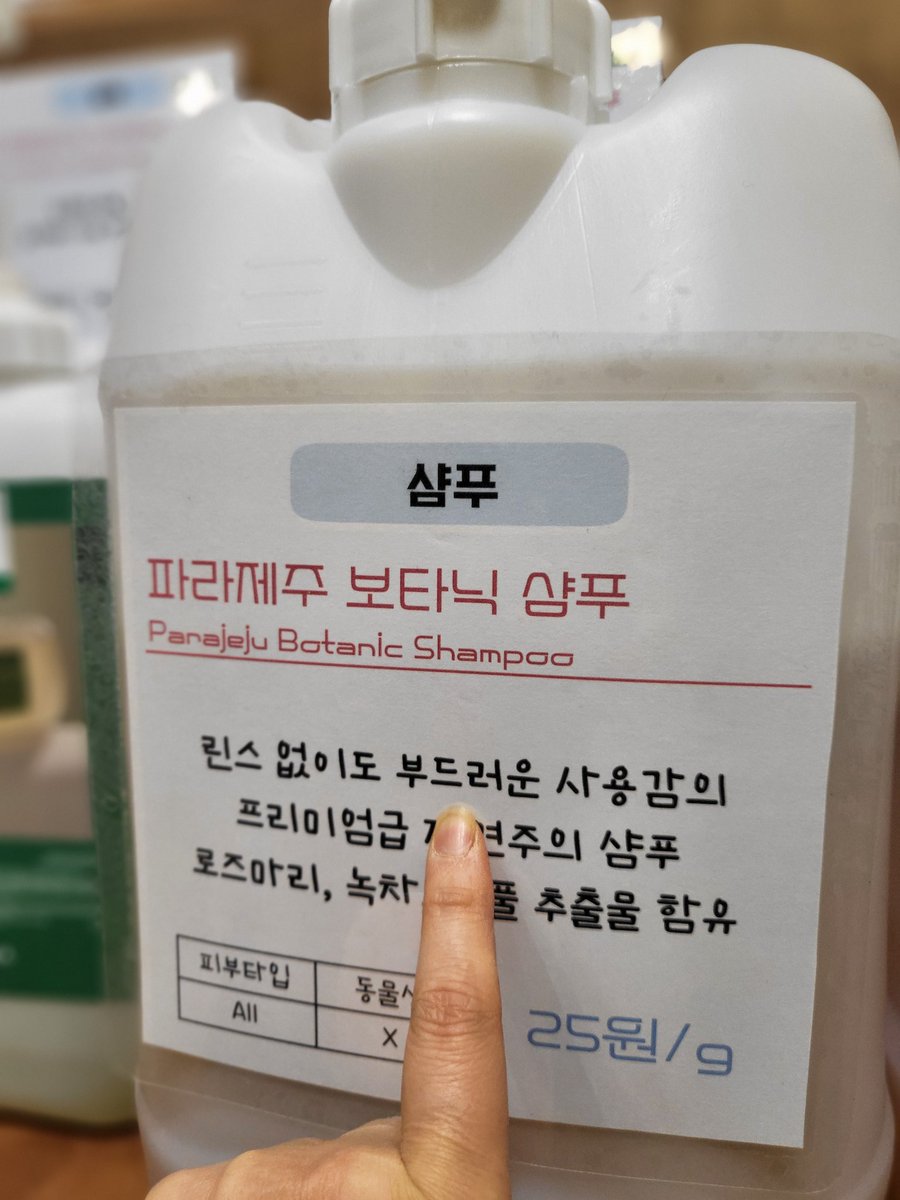 샴푸
파라제주 보타닉 샴푸
Parajeju Botanic Shampoo
린스 없이도 부드러운 사용감의
프리미엄급 샴푸
로즈마리, 녹차 추출물 함유
피부타입
All X
25원/g